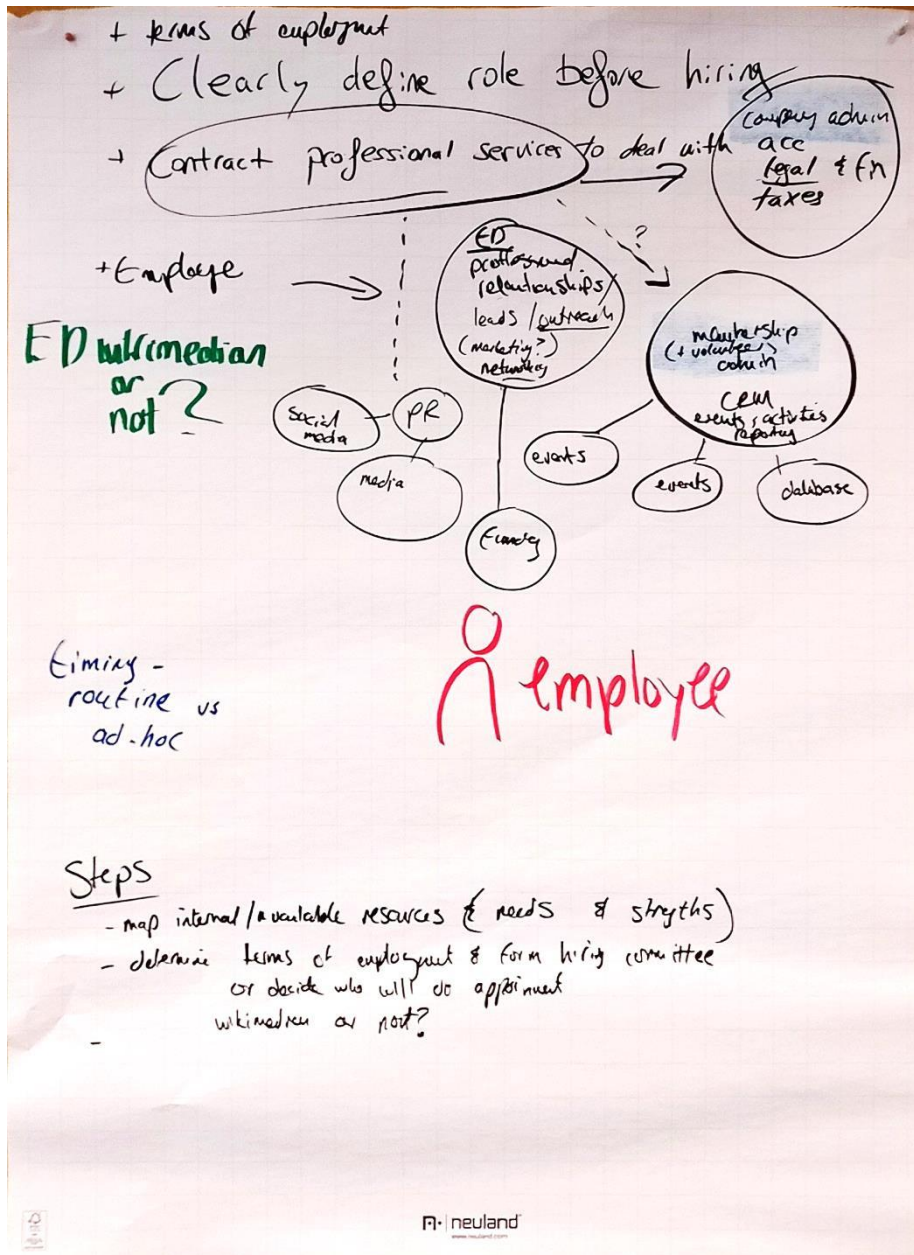 + terms of employment
+ Clearly define role before hiring
+ Contract professional services to deal with
company admin
acc
legal & fin
taxes
?
+ Employee
ED
professional
relationships/
leads / outreach
(marketing?)
networking
ED wikimedian
or
not?
membership
(+ volunteer)
admin
CRM
events, activities
reporting
social
media
PR
media
events
events
database
funding
timing -
routine vs
ad-hoc
employee
Steps
- map internal/available resources (needs & strengths)
- determine terms of employment & form hiring committee
or decide who will do appointment
wikimedian or not?
-
neuland
www.neuland.com